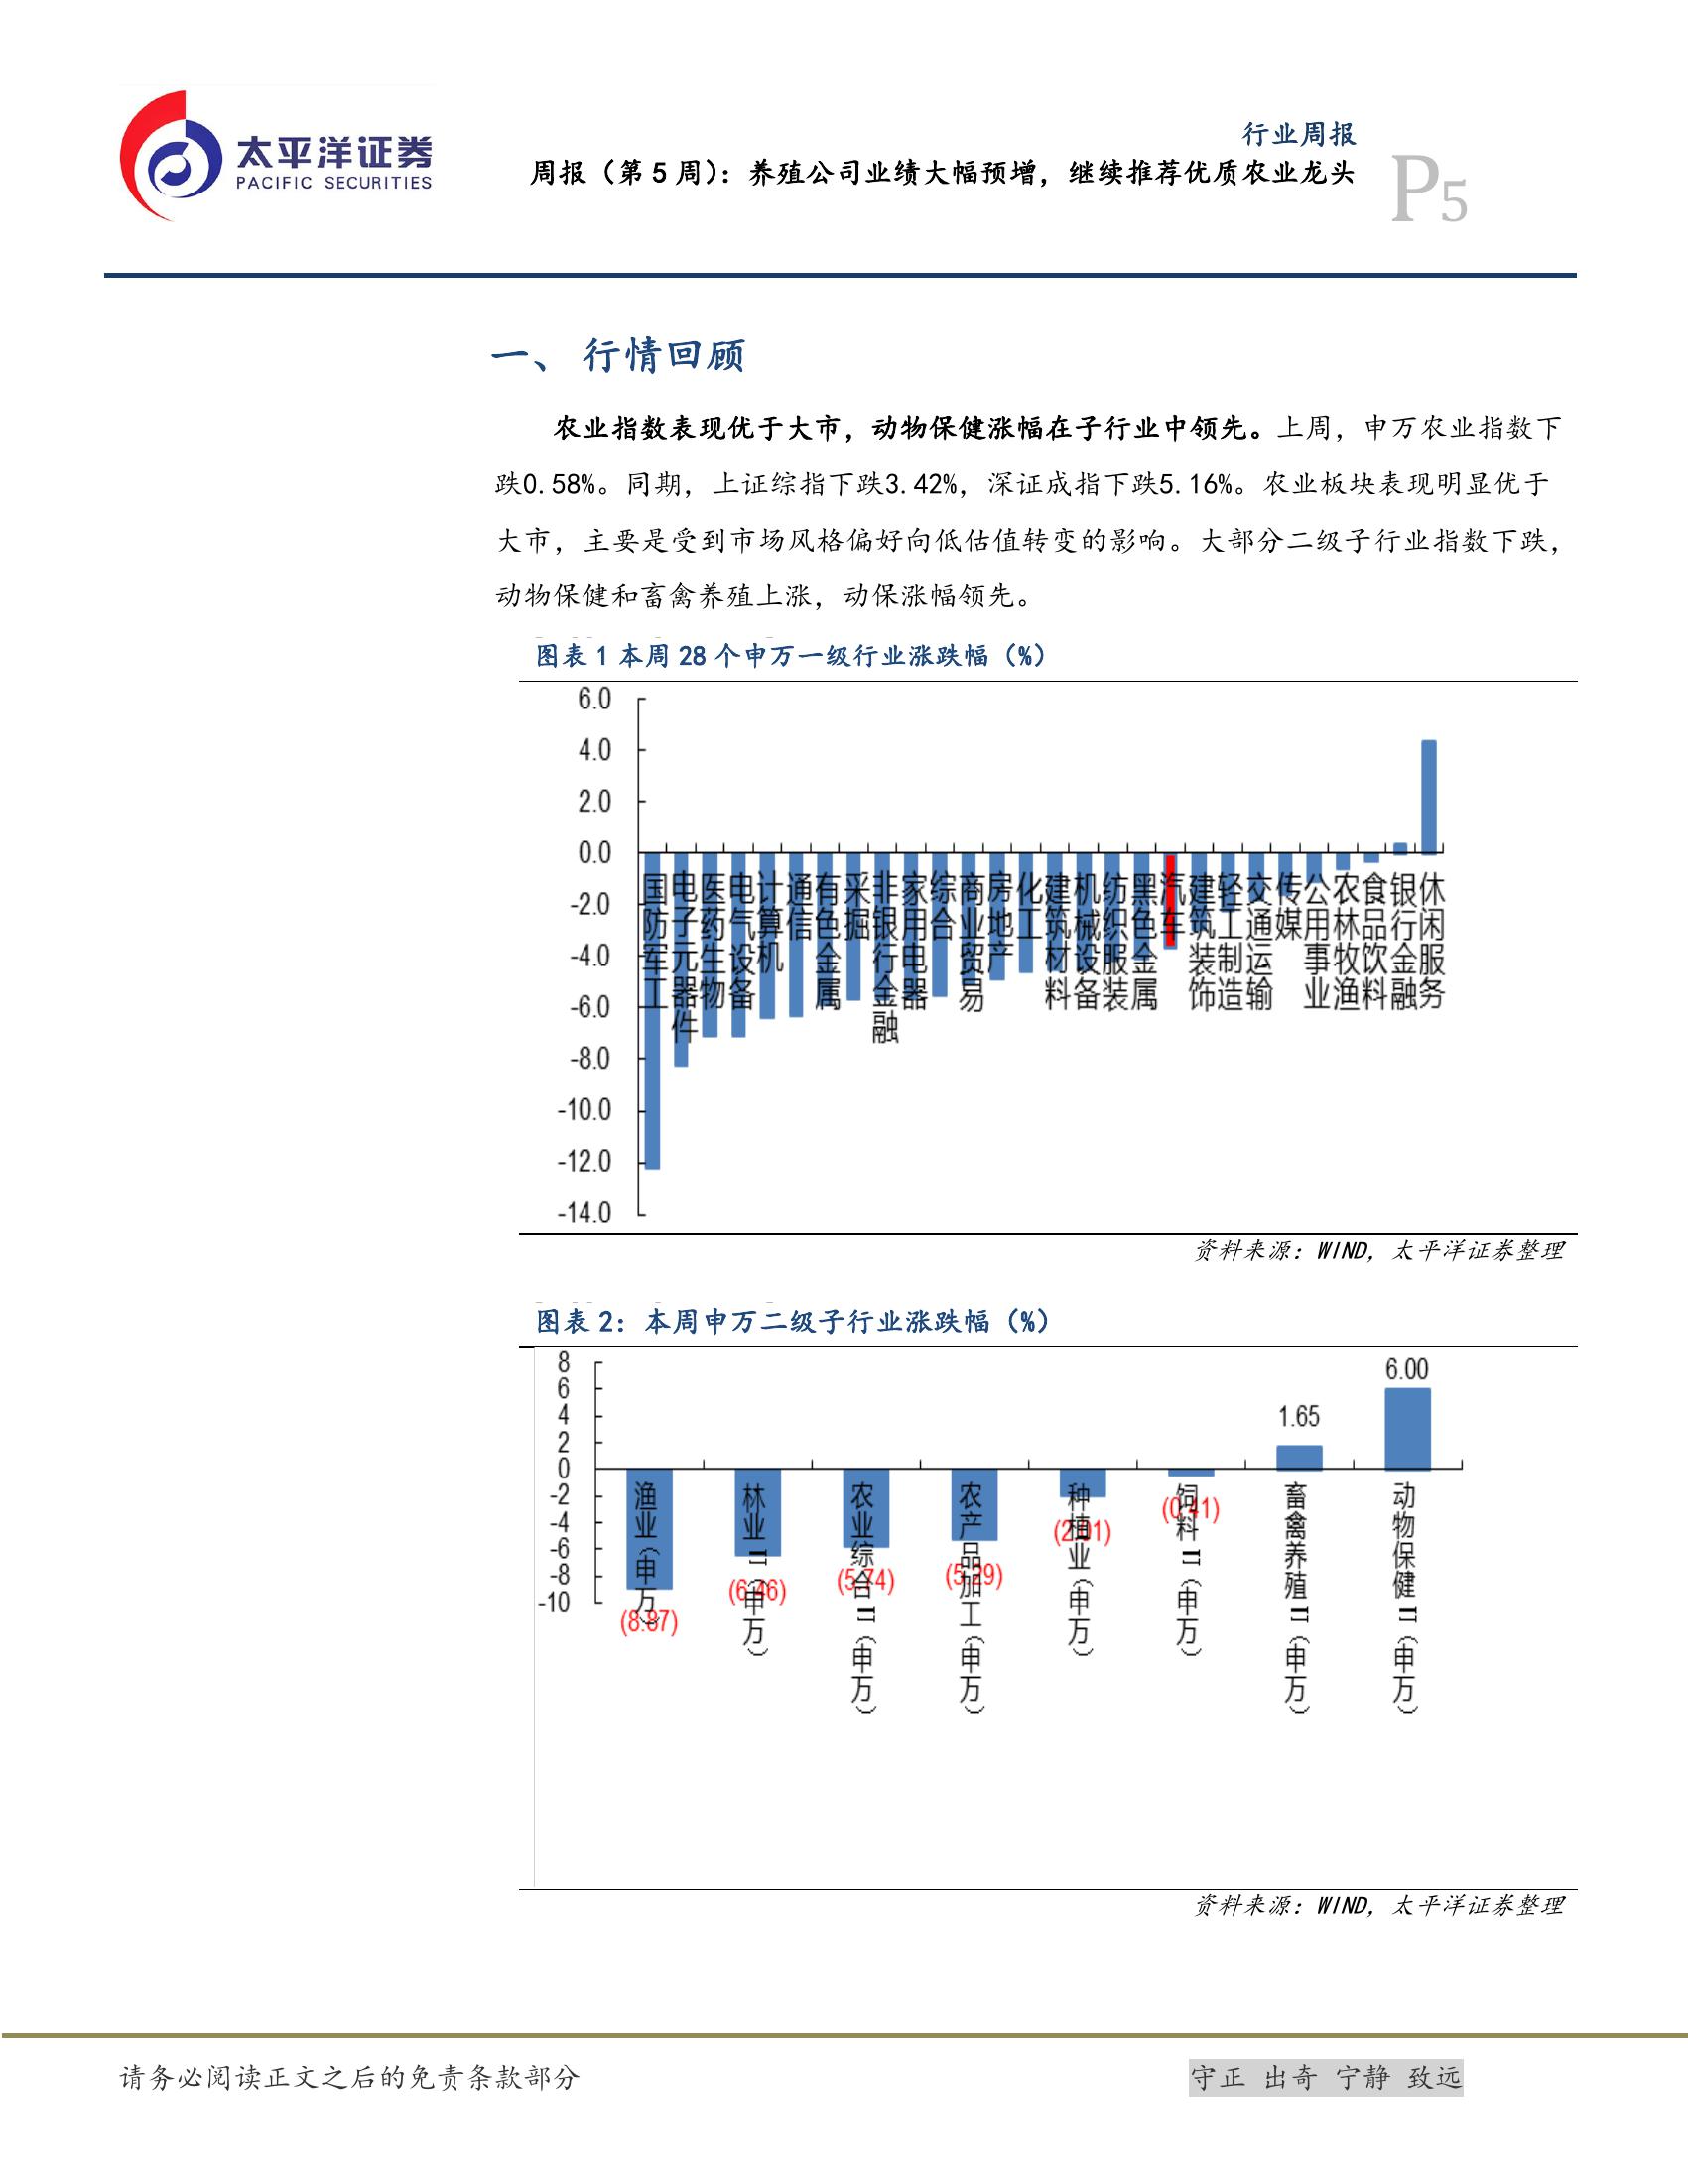 太平洋证券
PACIFIC SECURITIES
行业周报
周报（第 5 周）：养殖公司业绩大幅预增，继续推荐优质农业龙头
P5
一、 行情回顾
农业指数表现优于大市，动物保健涨幅在子行业中领先。上周，申万农业指数下
跌0.58%。同期，上证综指下跌3.42%，深证成指下跌5.16%。农业板块表现明显优于
大市，主要是受到市场风格偏好向低估值转变的影响。大部分二级子行业指数下跌，
动物保健和畜禽养殖上涨，动保涨幅领先。
图表 1 本周 28 个申万一级行业涨跌幅（%）
6.0
4.0
2.0
0.0
-2.0
-4.0
-6.0
-8.0
-10.0
-12.0
-14.0
国防军工
电子元器件
医药生物
电气设备
计算机
通信
有色金属
采掘
非银行金融
家用电器
综合
商业贸易
房地产
化工
建筑材料
机械设备
纺织服装
黑色金属
汽车
建筑装饰
轻工制造
交通运输
传媒
公用事业
农林牧渔
食品饮料
银行金融
休闲服务
资料来源：WIND，太平洋证券整理
图表 2：本周申万二级子行业涨跌幅（%）
8
6
4
2
0
-2
-4
-6
-8
-10
渔业（申万）
林业II（申万）
农业综合II（申万）
农产品加工（申万）
种植业（申万）
饲料II（申万）
畜禽养殖II（申万）
动物保健II（申万）
(8.87)
(6.46)
(5.74)
(5.29)
(2.01)
(0.41)
1.65
6.00
资料来源：WIND，太平洋证券整理
请务必阅读正文之后的免责条款部分
守正 出奇 宁静 致远